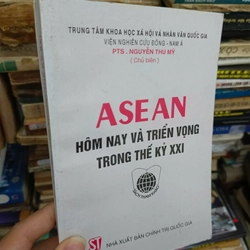 TRUNG TÂM KHOA HỌC XÃ HỘI VÀ NHÂN VĂN QUỐC GIA
VIỆN NGHIÊN CỨU ĐÔNG - NAM Á
PTS. NGUYỄN THU MỸ
( Chủ biên )
ASEAN
HÔM NAY VÀ TRIỂN VỌNG
TRONG THẾ KỶ XXI
NHÀ XUẤT BẢN CHÍNH TRỊ QUỐC GIA